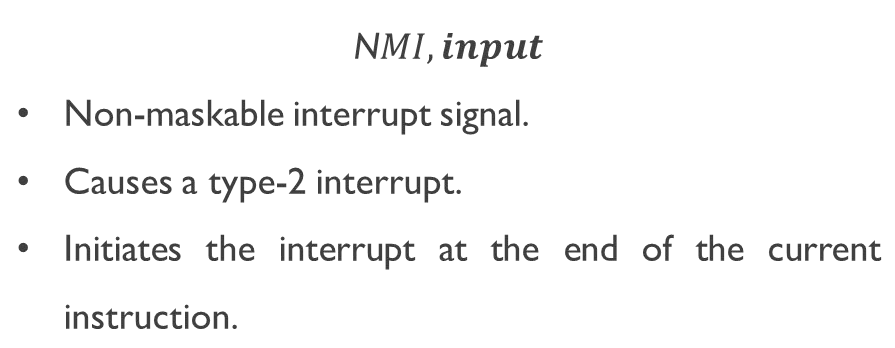 NMI, input
• Non-maskable interrupt signal.
• Causes a type-2 interrupt.
• Initiates the interrupt at the end of the current
instruction.